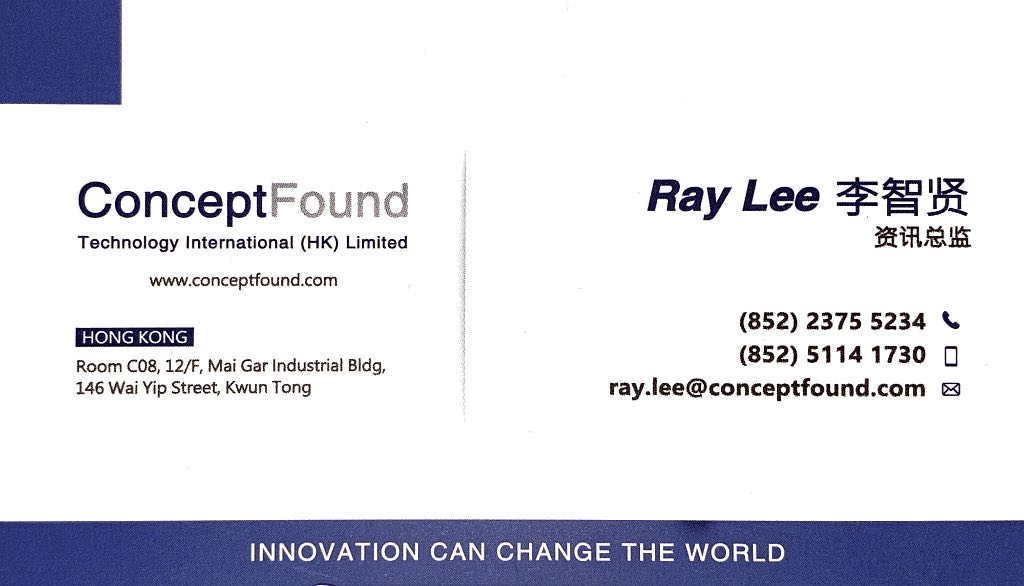 ConceptFound
Technology International (HK) Limited
www.conceptfound.com
HONG KONG
Room C08, 12/F, Mai Gar Industrial Bldg,
146 Wai Yip Street, Kwun Tong
Ray Lee 李智贤
资讯总监
(852) 2375 5234
(852) 5114 1730
ray.lee@conceptfound.com
INNOVATION CAN CHANGE THE WORLD